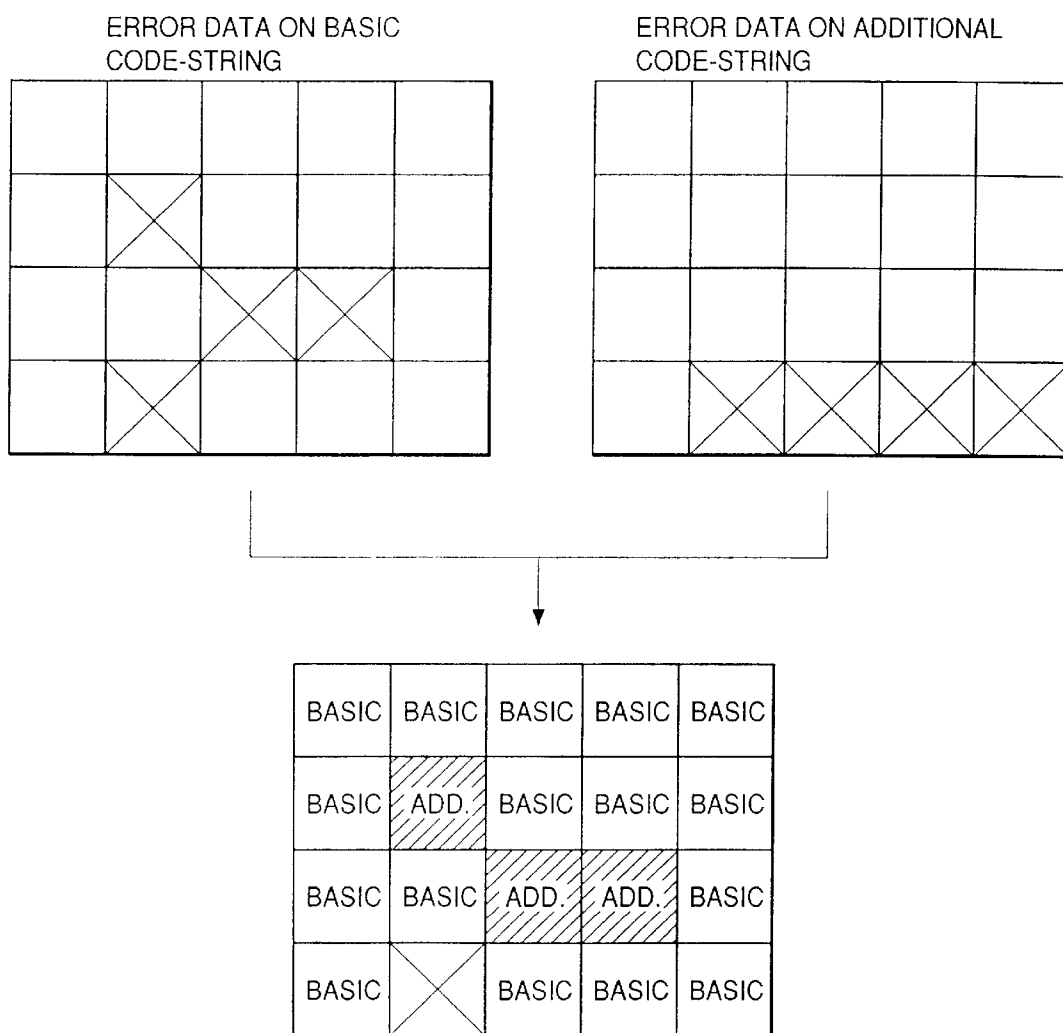 ERROR DATA ON BASIC
CODE-STRING
ERROR DATA ON ADDITIONAL
CODE-STRING
BASIC BASIC BASIC BASIC BASIC
BASIC ADD. BASIC BASIC BASIC
BASIC BASIC ADD. ADD. BASIC
BASIC BASIC BASIC BASIC